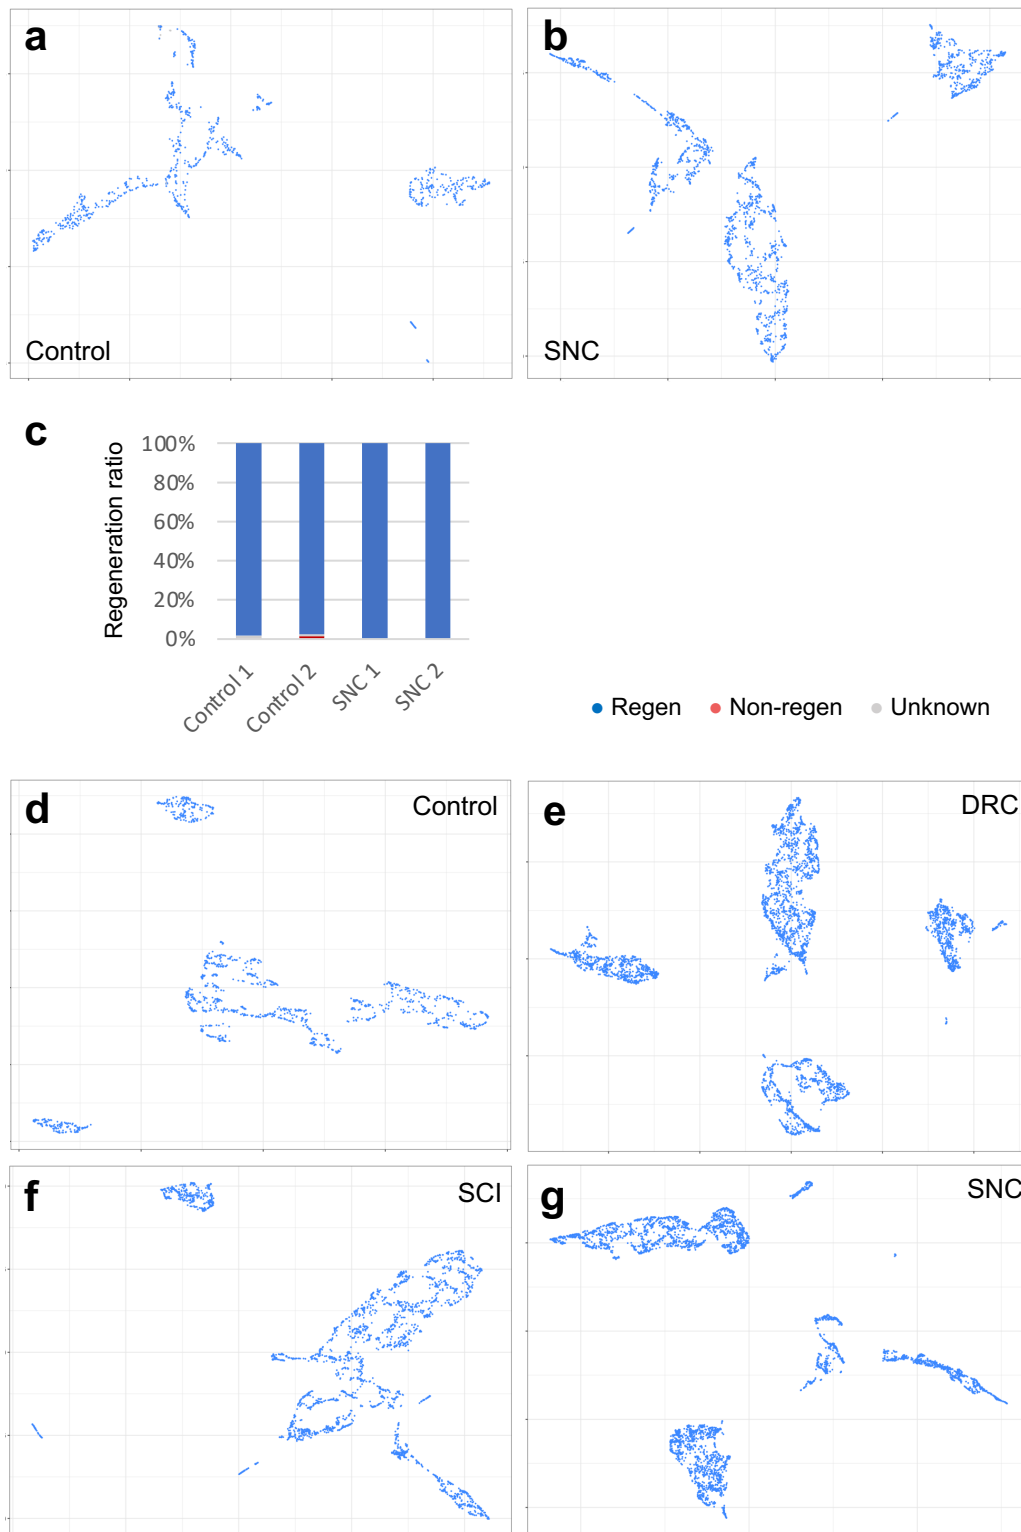 a
b
Control
SNC
c
Regeneration ratio
100%
80%
60%
40%
20%
0%
Control 1
Control 2
SNC 1
SNC 2
Regen
Non-regen
Unknown
d
Control
e
DRC
f
SCI
g
SNC